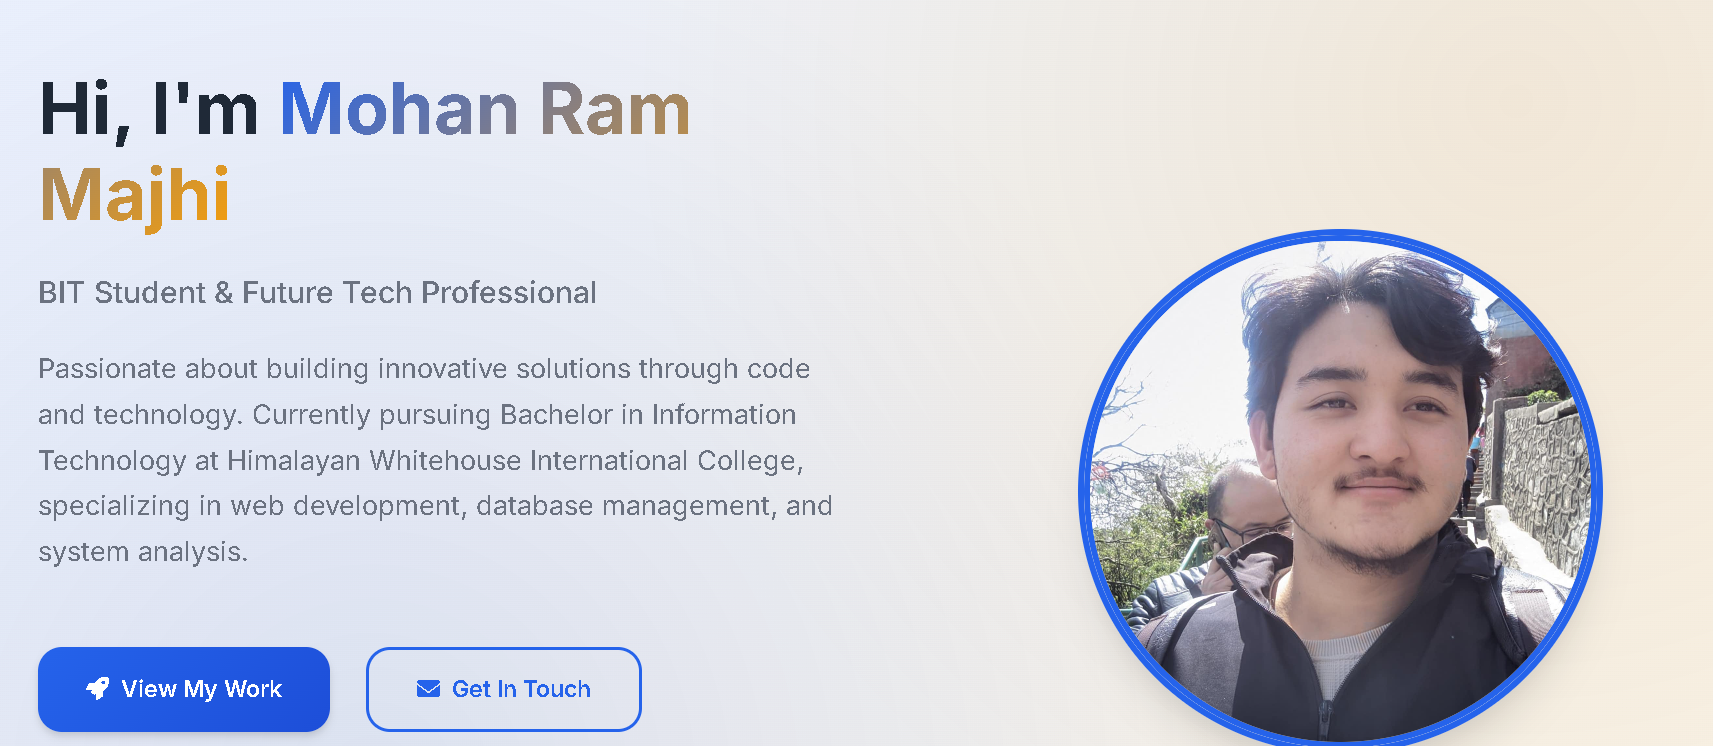 Hi, I'm Mohan Ram
Majhi
BIT Student & Future Tech Professional
Passionate about building innovative solutions through code
and technology. Currently pursuing Bachelor in Information
Technology at Himalayan Whitehouse International College,
specializing in web development, database management, and
system analysis.
View My Work
Get In Touch